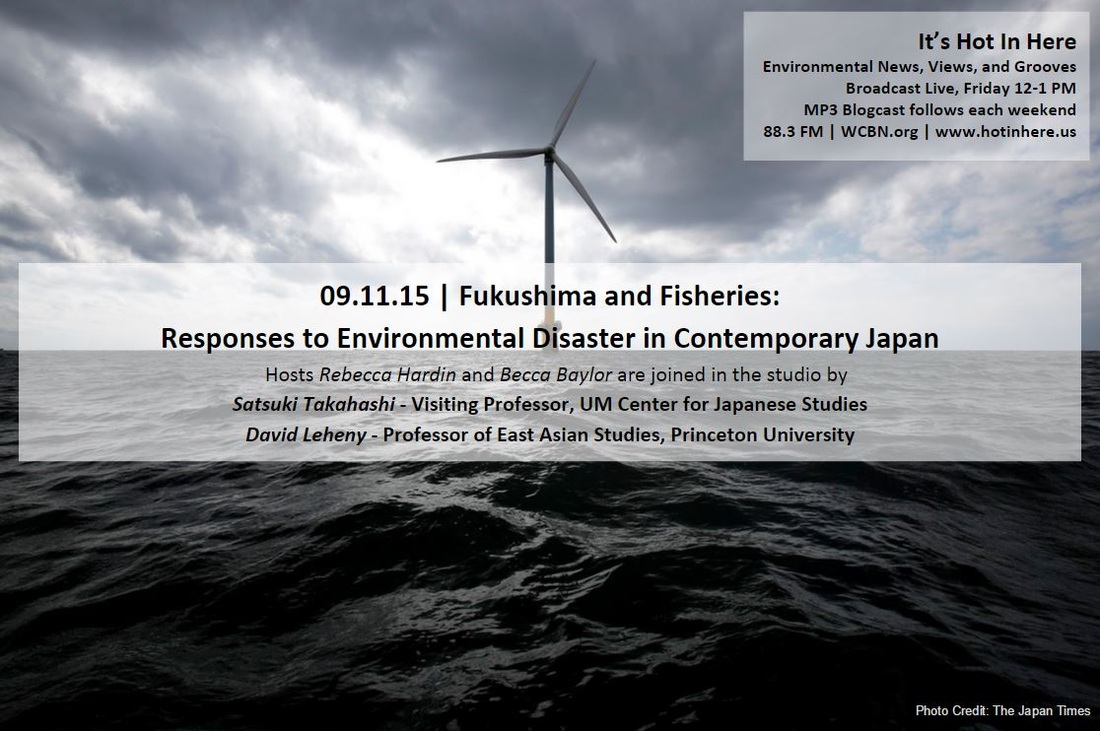 It's Hot In Here
Environmental News, Views, and Grooves
Broadcast Live, Friday 12-1 PM
MP3 Blogcast follows each weekend
88.3 FM | WCBN.org | www.hotinhere.us
09.11.15 | Fukushima and Fisheries:
Responses to Environmental Disaster in Contemporary Japan
Hosts Rebecca Hardin and Becca Baylor are joined in the studio by
Satsuki Takahashi - Visiting Professor, UM Center for Japanese Studies
David Leheny - Professor of East Asian Studies, Princeton University
Photo Credit: The Japan Times